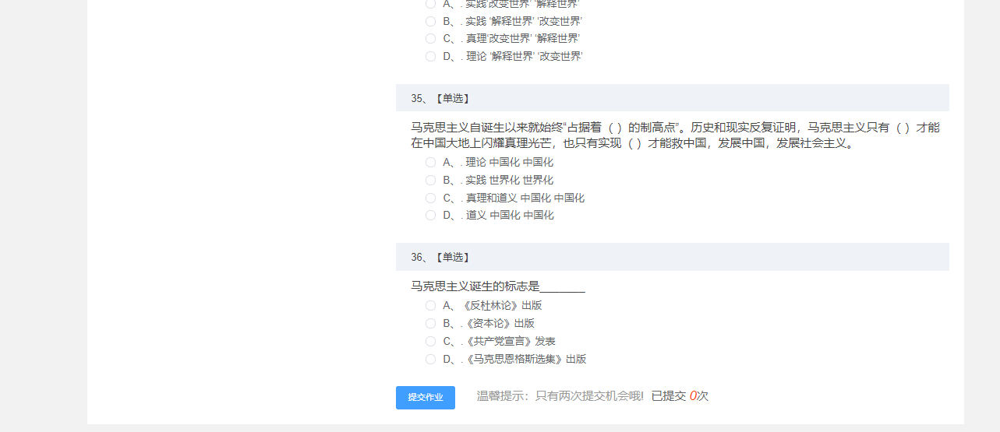 A、. 实践‘改变世界’ ‘解释世界’
B、. 实践 ‘解释世界’ ‘改变世界’
C、. 真理‘改变世界’ ‘解释世界’
D、. 理论 ‘解释世界’ ‘改变世界’
35、【单选】
马克思主义自诞生以来就始终“占据着（ ）的制高点”。历史和现实反复证明，马克思主义只有（ ）才能
在中国大地上闪耀真理光芒，也只有实现（ ）才能救中国，发展中国，发展社会主义。
A、. 理论 中国化 中国化
B、. 实践 世界化 世界化
C、. 真理和道义 中国化 中国化
D、. 道义 中国化 中国化
36、【单选】
马克思主义诞生的标志是_______
A、《反杜林论》出版
B、.《资本论》出版
C、.《共产党宣言》发表
D、.《马克思恩格斯选集》出版
提交作业 温馨提示：只有两次提交机会哦! 已提交 0次